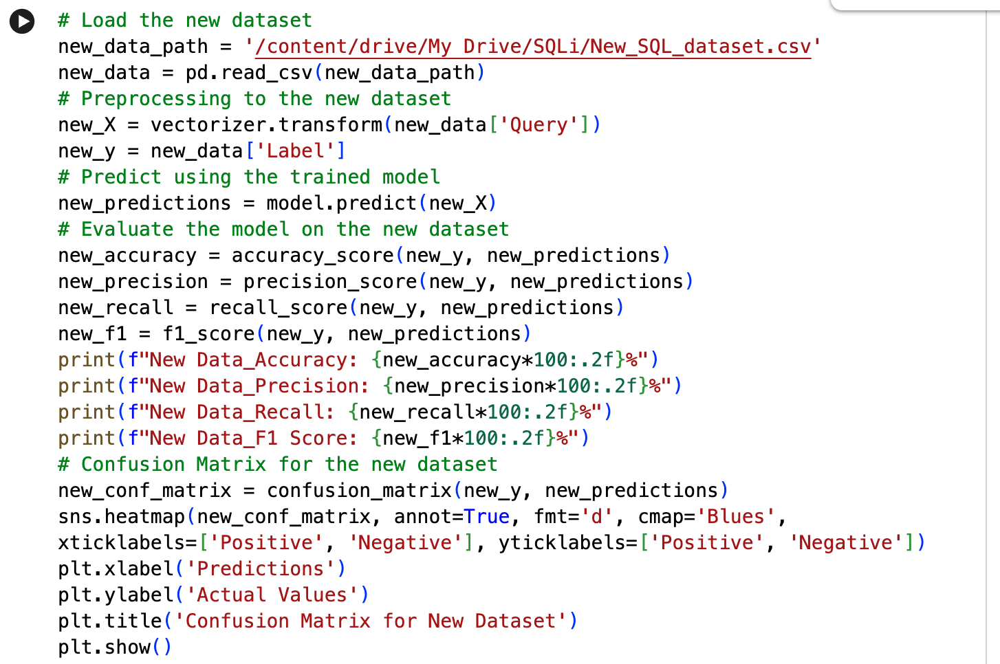 # Load the new dataset
new_data_path = '/content/drive/My Drive/SQLi/New_SQL_dataset.csv'
new_data = pd.read_csv(new_data_path)
# Preprocessing to the new dataset
new_X = vectorizer.transform(new_data['Query'])
new_y = new_data['Label']
# Predict using the trained model
new_predictions = model.predict(new_X)
# Evaluate the model on the new dataset
new_accuracy = accuracy_score(new_y, new_predictions)
new_precision = precision_score(new_y, new_predictions)
new_recall = recall_score(new_y, new_predictions)
new_f1 = f1_score(new_y, new_predictions)
print(f"New Data_Accuracy: {new_accuracy*100:.2f}%")
print(f"New Data_Precision: {new_precision*100:.2f}%")
print(f"New Data_Recall: {new_recall*100:.2f}%")
print(f"New Data_F1 Score: {new_f1*100:.2f}%")
# Confusion Matrix for the new dataset
new_conf_matrix = confusion_matrix(new_y, new_predictions)
sns.heatmap(new_conf_matrix, annot=True, fmt='d', cmap='Blues',
xticklabels=['Positive', 'Negative'], yticklabels=['Positive', 'Negative'])
plt.xlabel('Predictions')
plt.ylabel('Actual Values')
plt.title('Confusion Matrix for New Dataset')
plt.show()